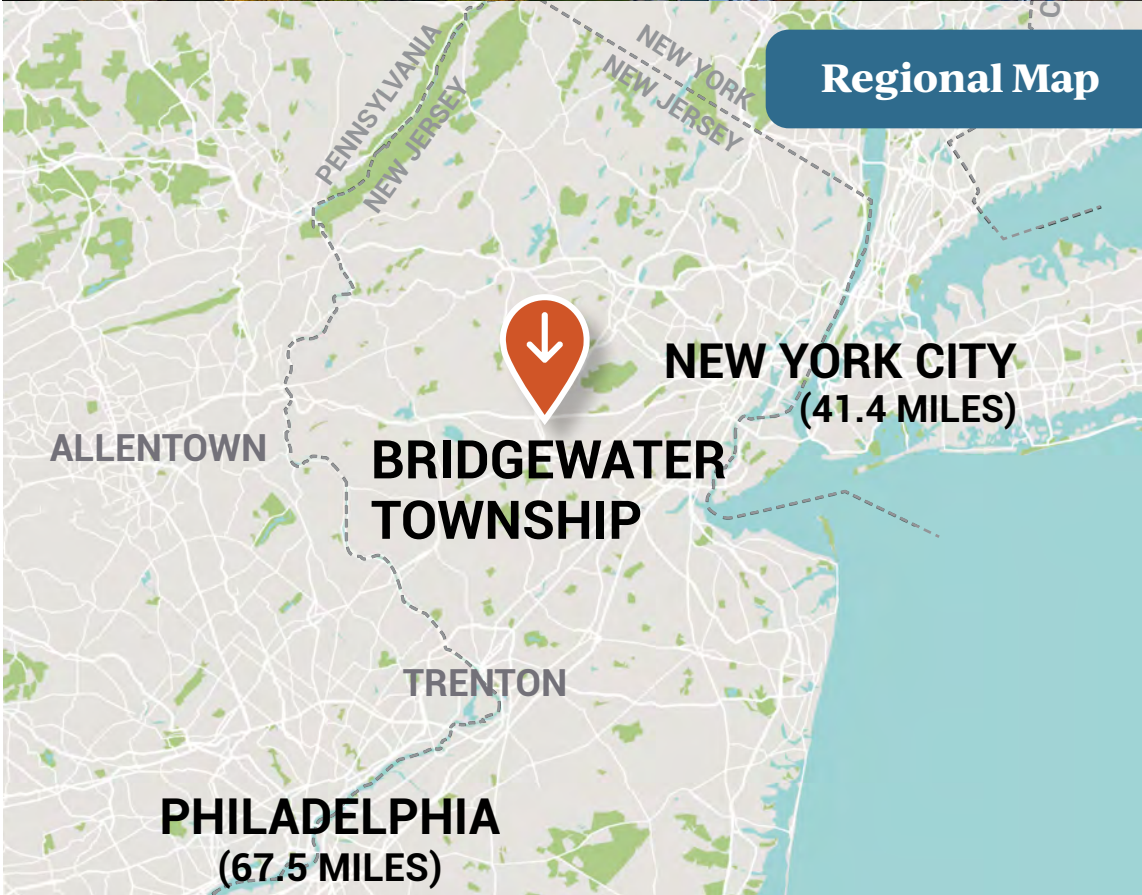 PENNSYLVANIA
NEW JERSEY
NEW YORK
NEW JERSEY
C
Regional Map
NEW YORK CITY
(41.4 MILES)
ALLENTOWN
BRIDGEWATER
TOWNSHIP
TRENTON
PHILADELPHIA
(67.5 MILES)